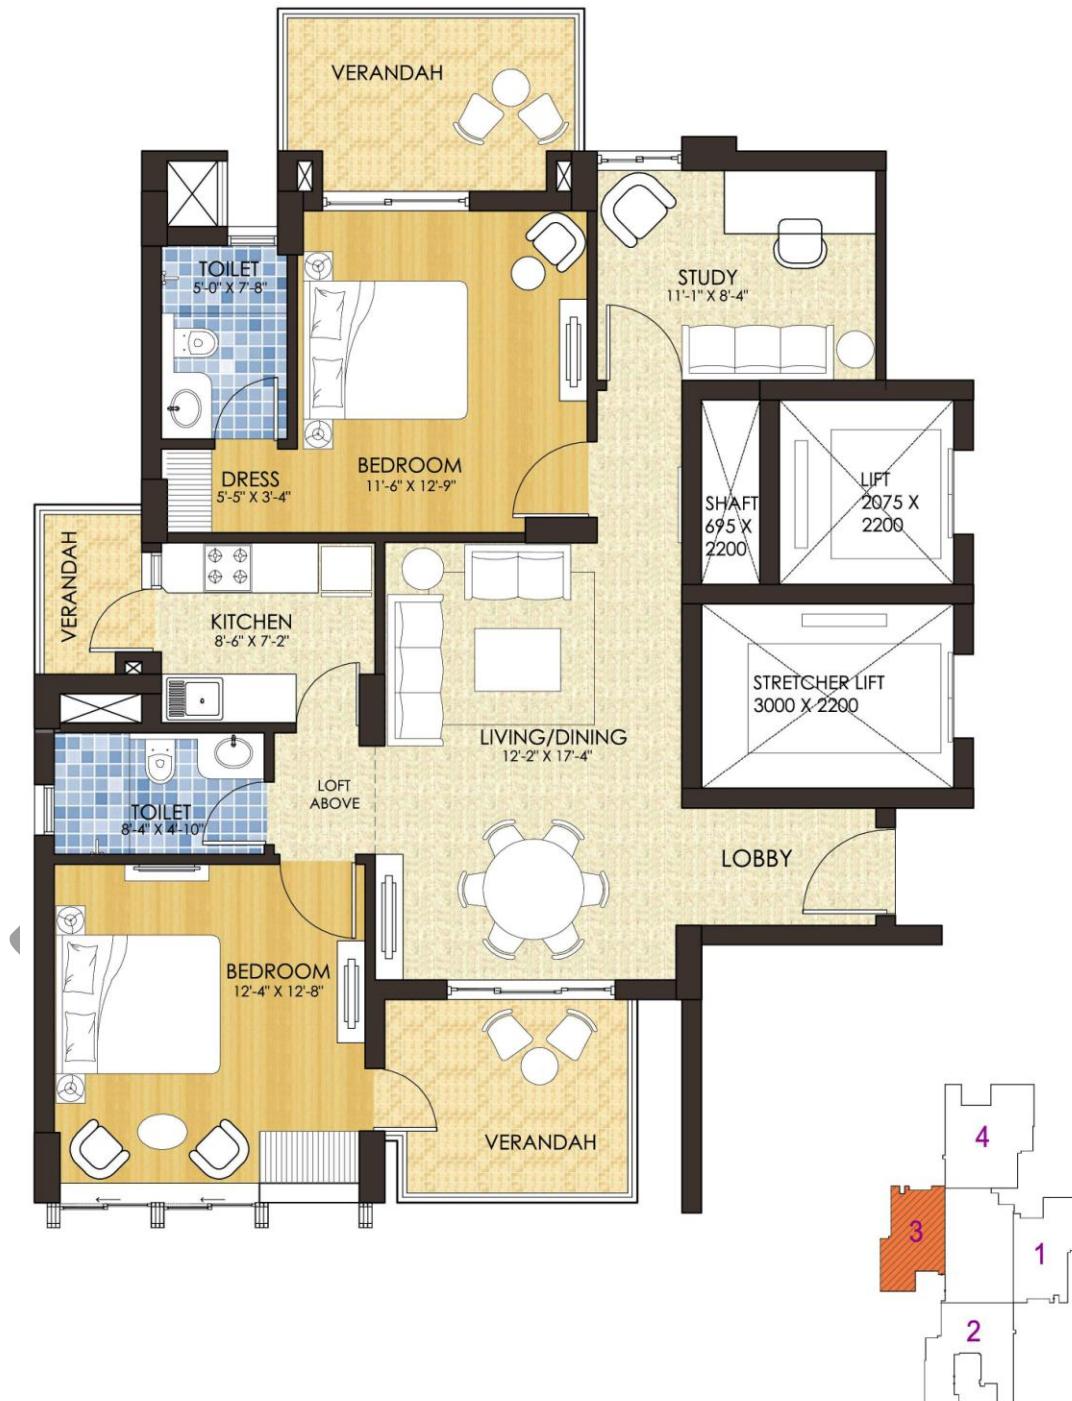 VERANDAH
TOILET
5'-0" X 7'-8"
STUDY
11'-1" X 8'-4"
DRESS
5'-5" X 3'-4"
BEDROOM
11'-6" X 12'-9"
SHAFT
695 X
2200
LIFT
2075 X
2200
VERANDAH
KITCHEN
8'-6" X 7'-2"
STRETCHER LIFT
3000 X 2200
LIVING/DINING
12'-2" X 17'-4"
LOFT
ABOVE
TOILET
8'-4" X 4'-10"
LOBBY
BEDROOM
12'-4" X 12'-8"
VERANDAH
4
3
1
2